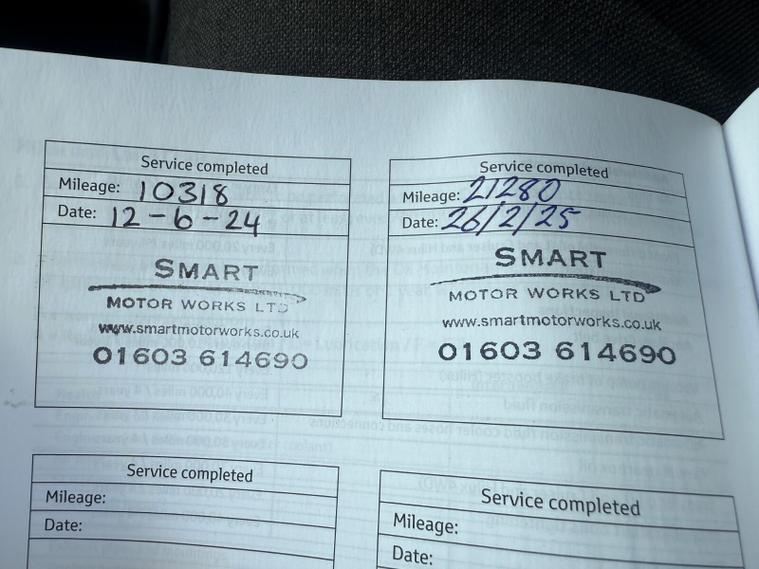 Service completed
Mileage: 10318
Date: 12-6-24
SMART
MOTOR WORKS LTD
www.smartmotorworks.co.uk
01603 614690
Service completed
Mileage: 21280
Date: 26/2/25
SMART
MOTOR WORKS LTD
www.smartmotorworks.co.uk
01603 614690
Service completed
Mileage:
Date:
Service completed
Mileage:
Date: